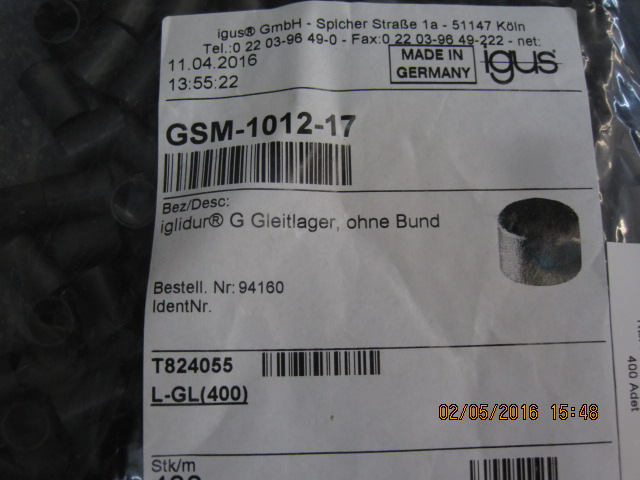 igus® GmbH - Spicher Straße 1a - 51147 Köln
Tel.:0 22 03-96 49-0 - Fax:0 22 03-96 49-222 - net:
11.04.2016
13:55:22
MADE IN
GERMANY
igus®
GSM-1012-17
Bez/Desc:
iglidur® G Gleitlager, ohne Bund
Bestell. Nr: 94160
IdentNr.
T824055
L-GL(400)
Stk/m
400 Adet
02/05/2016 15:48